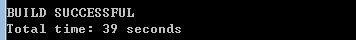 BUILD SUCCESSFUL
Total time: 39 seconds